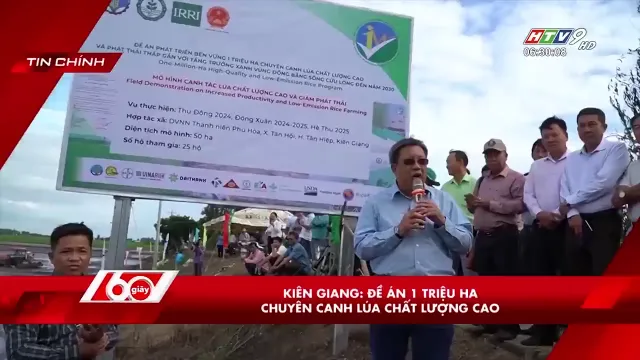 TIN CHÍNH
HTV9 HD
06:30:08
IRRI
ĐỀ ÁN PHÁT TRIỂN BỀN VỮNG 1 TRIỆU HA CHUYÊN CANH LÚA CHẤT LƯỢNG CAO
VÀ PHÁT THẢI THẤP GẮN VỚI TĂNG TRƯỞNG XANH VÙNG ĐỒNG BẰNG SÔNG CỬU LONG ĐẾN NĂM 2030
One Million-Ha High-Quality and Low-Emission Rice Program
MÔ HÌNH CANH TÁC LÚA CHẤT LƯỢNG CAO VÀ GIẢM PHÁT THẢI
Field Demonstration on Increased Productivity and Low-Emission Rice Farming
Vụ thực hiện: Thu Đông 2024, Đông Xuân 2024-2025, Hè Thu 2025
Hợp tác xã: DVNN Thanh niên Phú Hòa, X. Tân Hội, H. Tân Hiệp, Kiên Giang
Diện tích mô hình: 50 ha
Số hộ tham gia: 25 hộ
60 giây
KIÊN GIANG: ĐỀ ÁN 1 TRIỆU HA
CHUYÊN CANH LÚA CHẤT LƯỢNG CAO